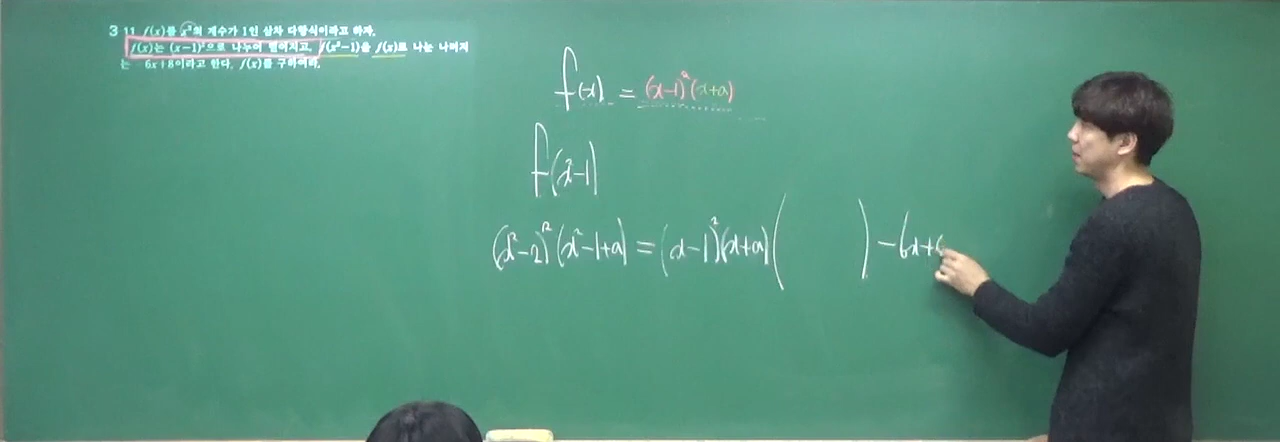 3 11. f(x)를 x³의 계수가 1인 삼차 다항식이라고 하자.
f(x)는 (x-1)²으로 나누어 떨어지고, f(x²-1)을 f(x)로 나눈 나머지
는 -6x+8이라고 한다. f(x)를 구하여라.
f(x) = (x-1)²(x+a)
f(x²-1)
(x²-2)²(x²-1+a) = (x-1)²(x+a)( ) -6x+